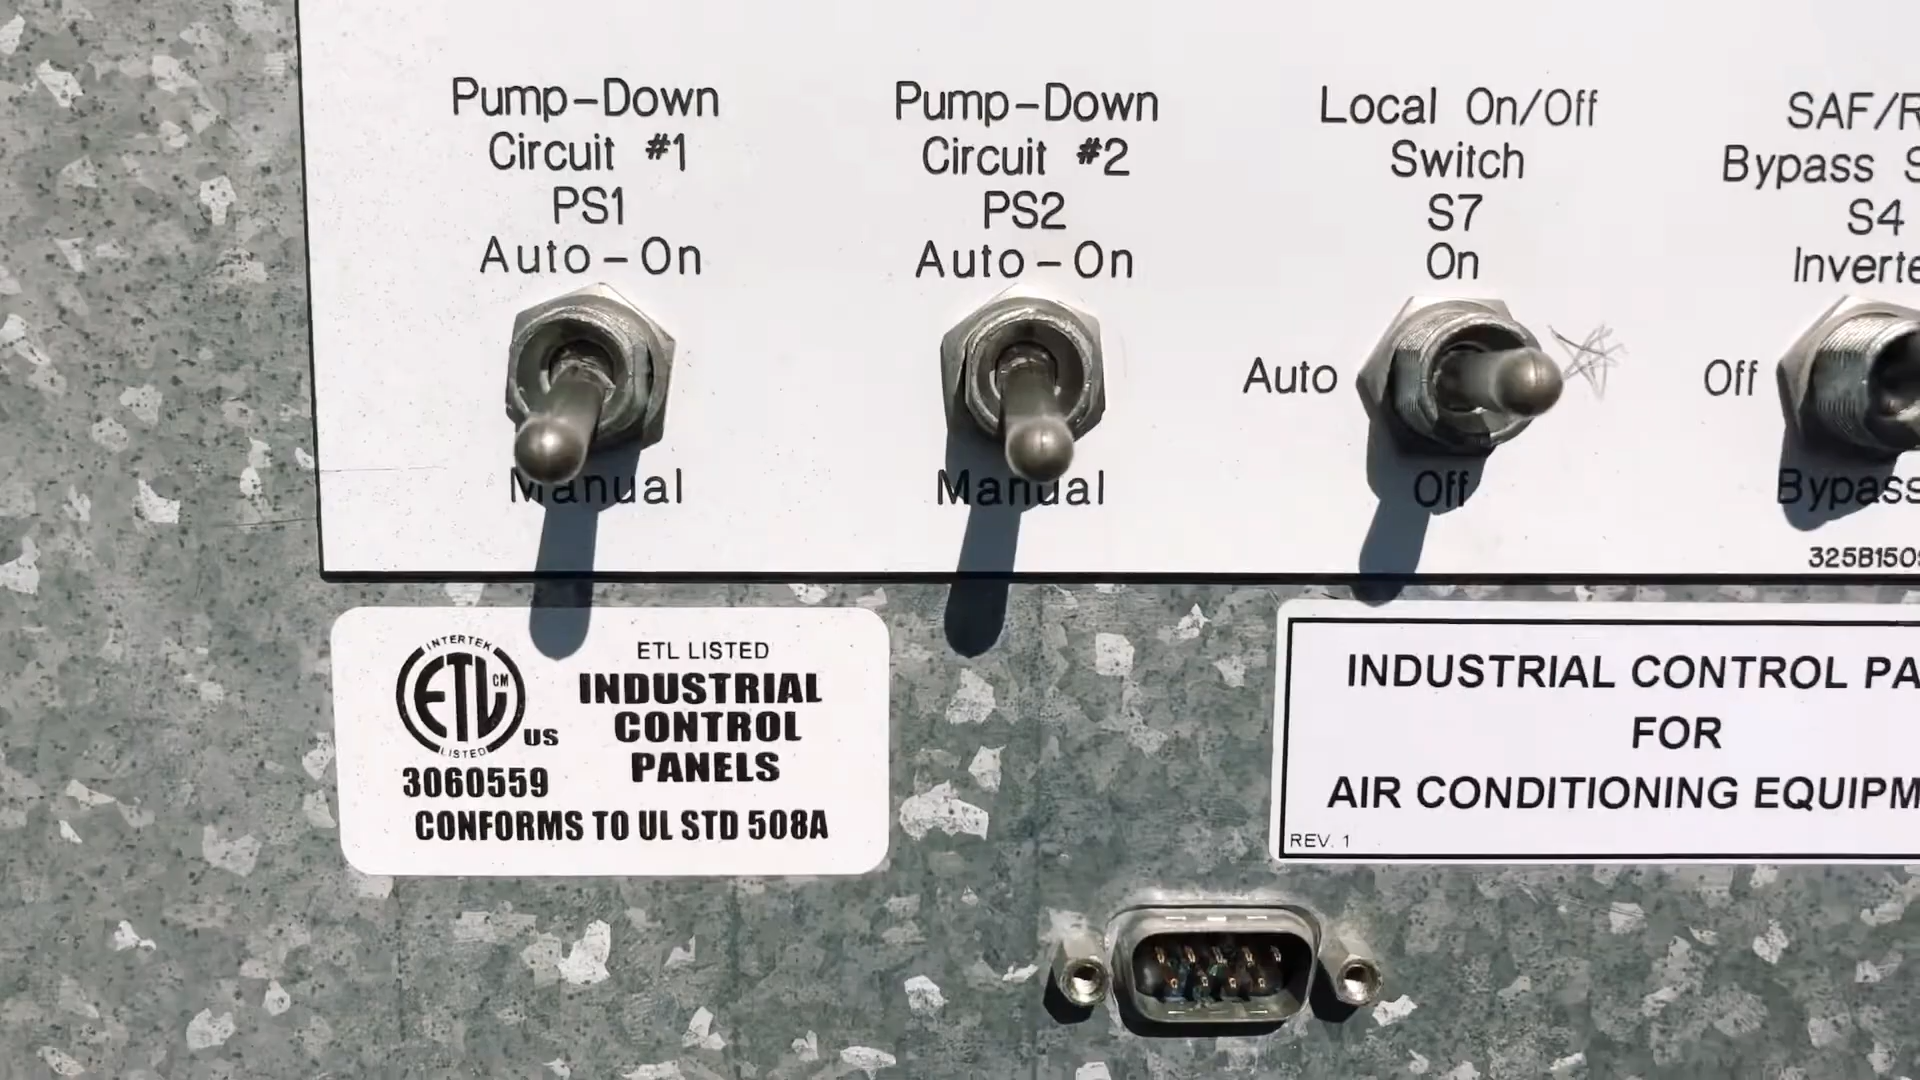 Pump-Down
Circuit #1
PS1
Auto-On
Manual
Pump-Down
Circuit #2
PS2
Auto-On
Manual
Local On/Off
Switch
S7
On
Auto
Off
SAF/R
Bypass S
S4
Inverte
Off
Bypass
325B150
INTERTEK
ETL CM
LISTED
US
3060559
ETL LISTED
INDUSTRIAL
CONTROL
PANELS
CONFORMS TO UL STD 508A
INDUSTRIAL CONTROL PA
FOR
AIR CONDITIONING EQUIPM
REV. 1